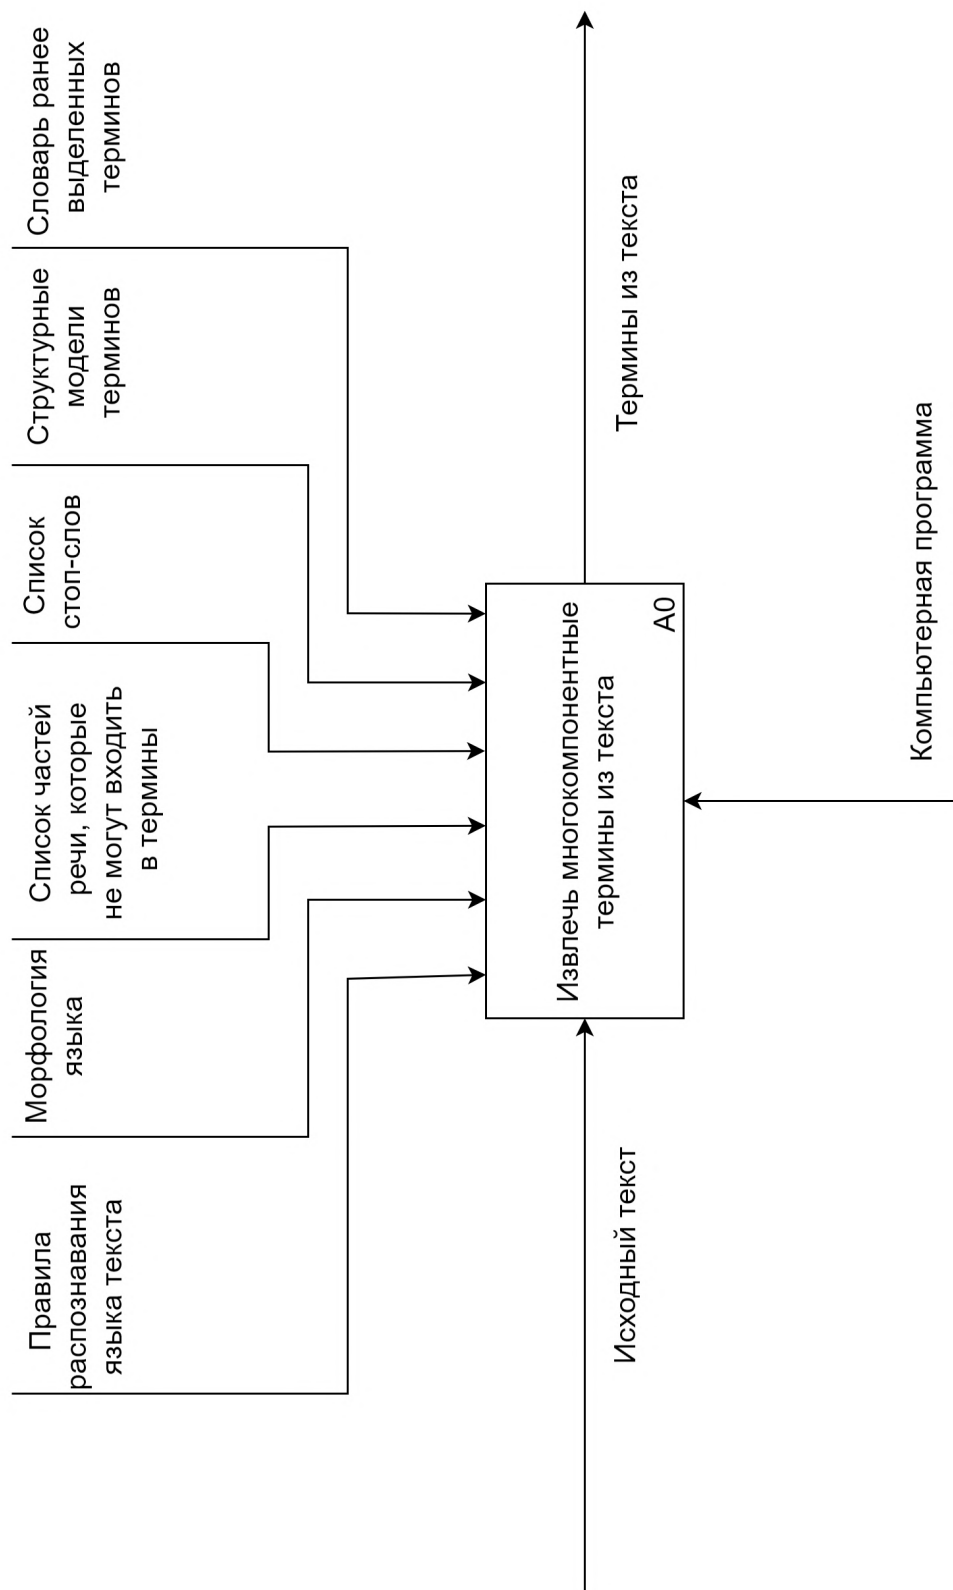 Правила
распознавания
языка текста
Морфология
языка
Список частей
речи, которые
не могут входить
в термины
Список
стоп-слов
Структурные
модели
терминов
Словарь ранее
выделенных
терминов
Исходный текст
Извлечь многокомпонентные
термины из текста
A0
Термины из текста
Компьютерная программа